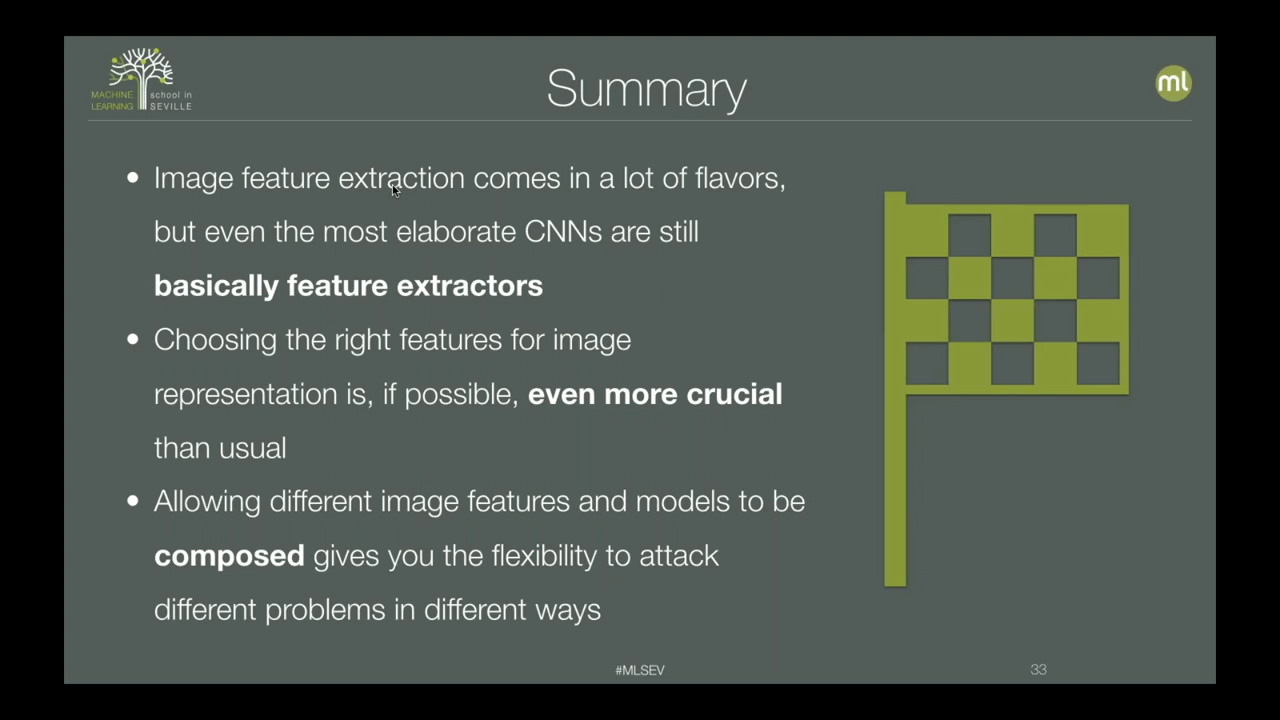 MACHINE school in
LEARNING SEVILLE
Summary
ml
• Image feature extraction comes in a lot of flavors,
but even the most elaborate CNNs are still
basically feature extractors
• Choosing the right features for image
representation is, if possible, even more crucial
than usual
• Allowing different image features and models to be
composed gives you the flexibility to attack
different problems in different ways
#MLSEV
33